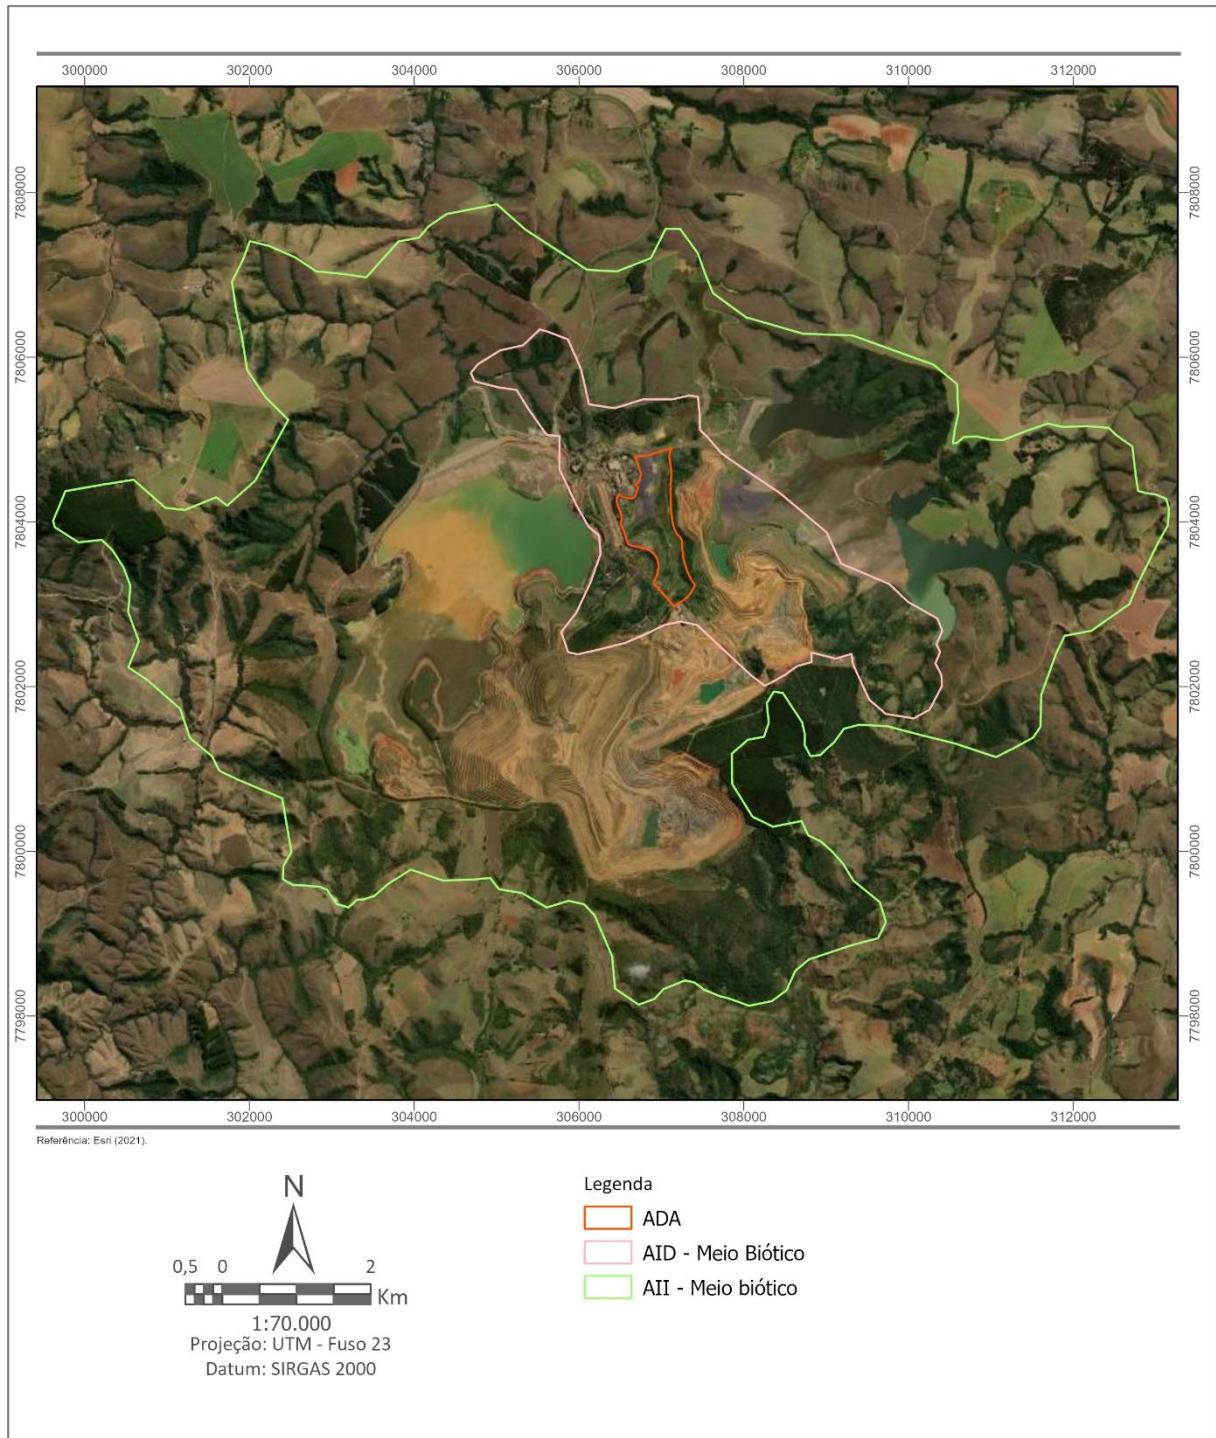 300000 302000 304000 306000 308000 310000 312000
7808000 7808000
7806000 7806000
7804000 7804000
7802000 7802000
7800000 7800000
7798000 7798000
300000 302000 304000 306000 308000 310000 312000
Referência: Esri (2021).
N
0,5 0 2
Km
1:70.000
Projeção: UTM - Fuso 23
Datum: SIRGAS 2000
Legenda
ADA
AID - Meio Biótico
AII - Meio biótico